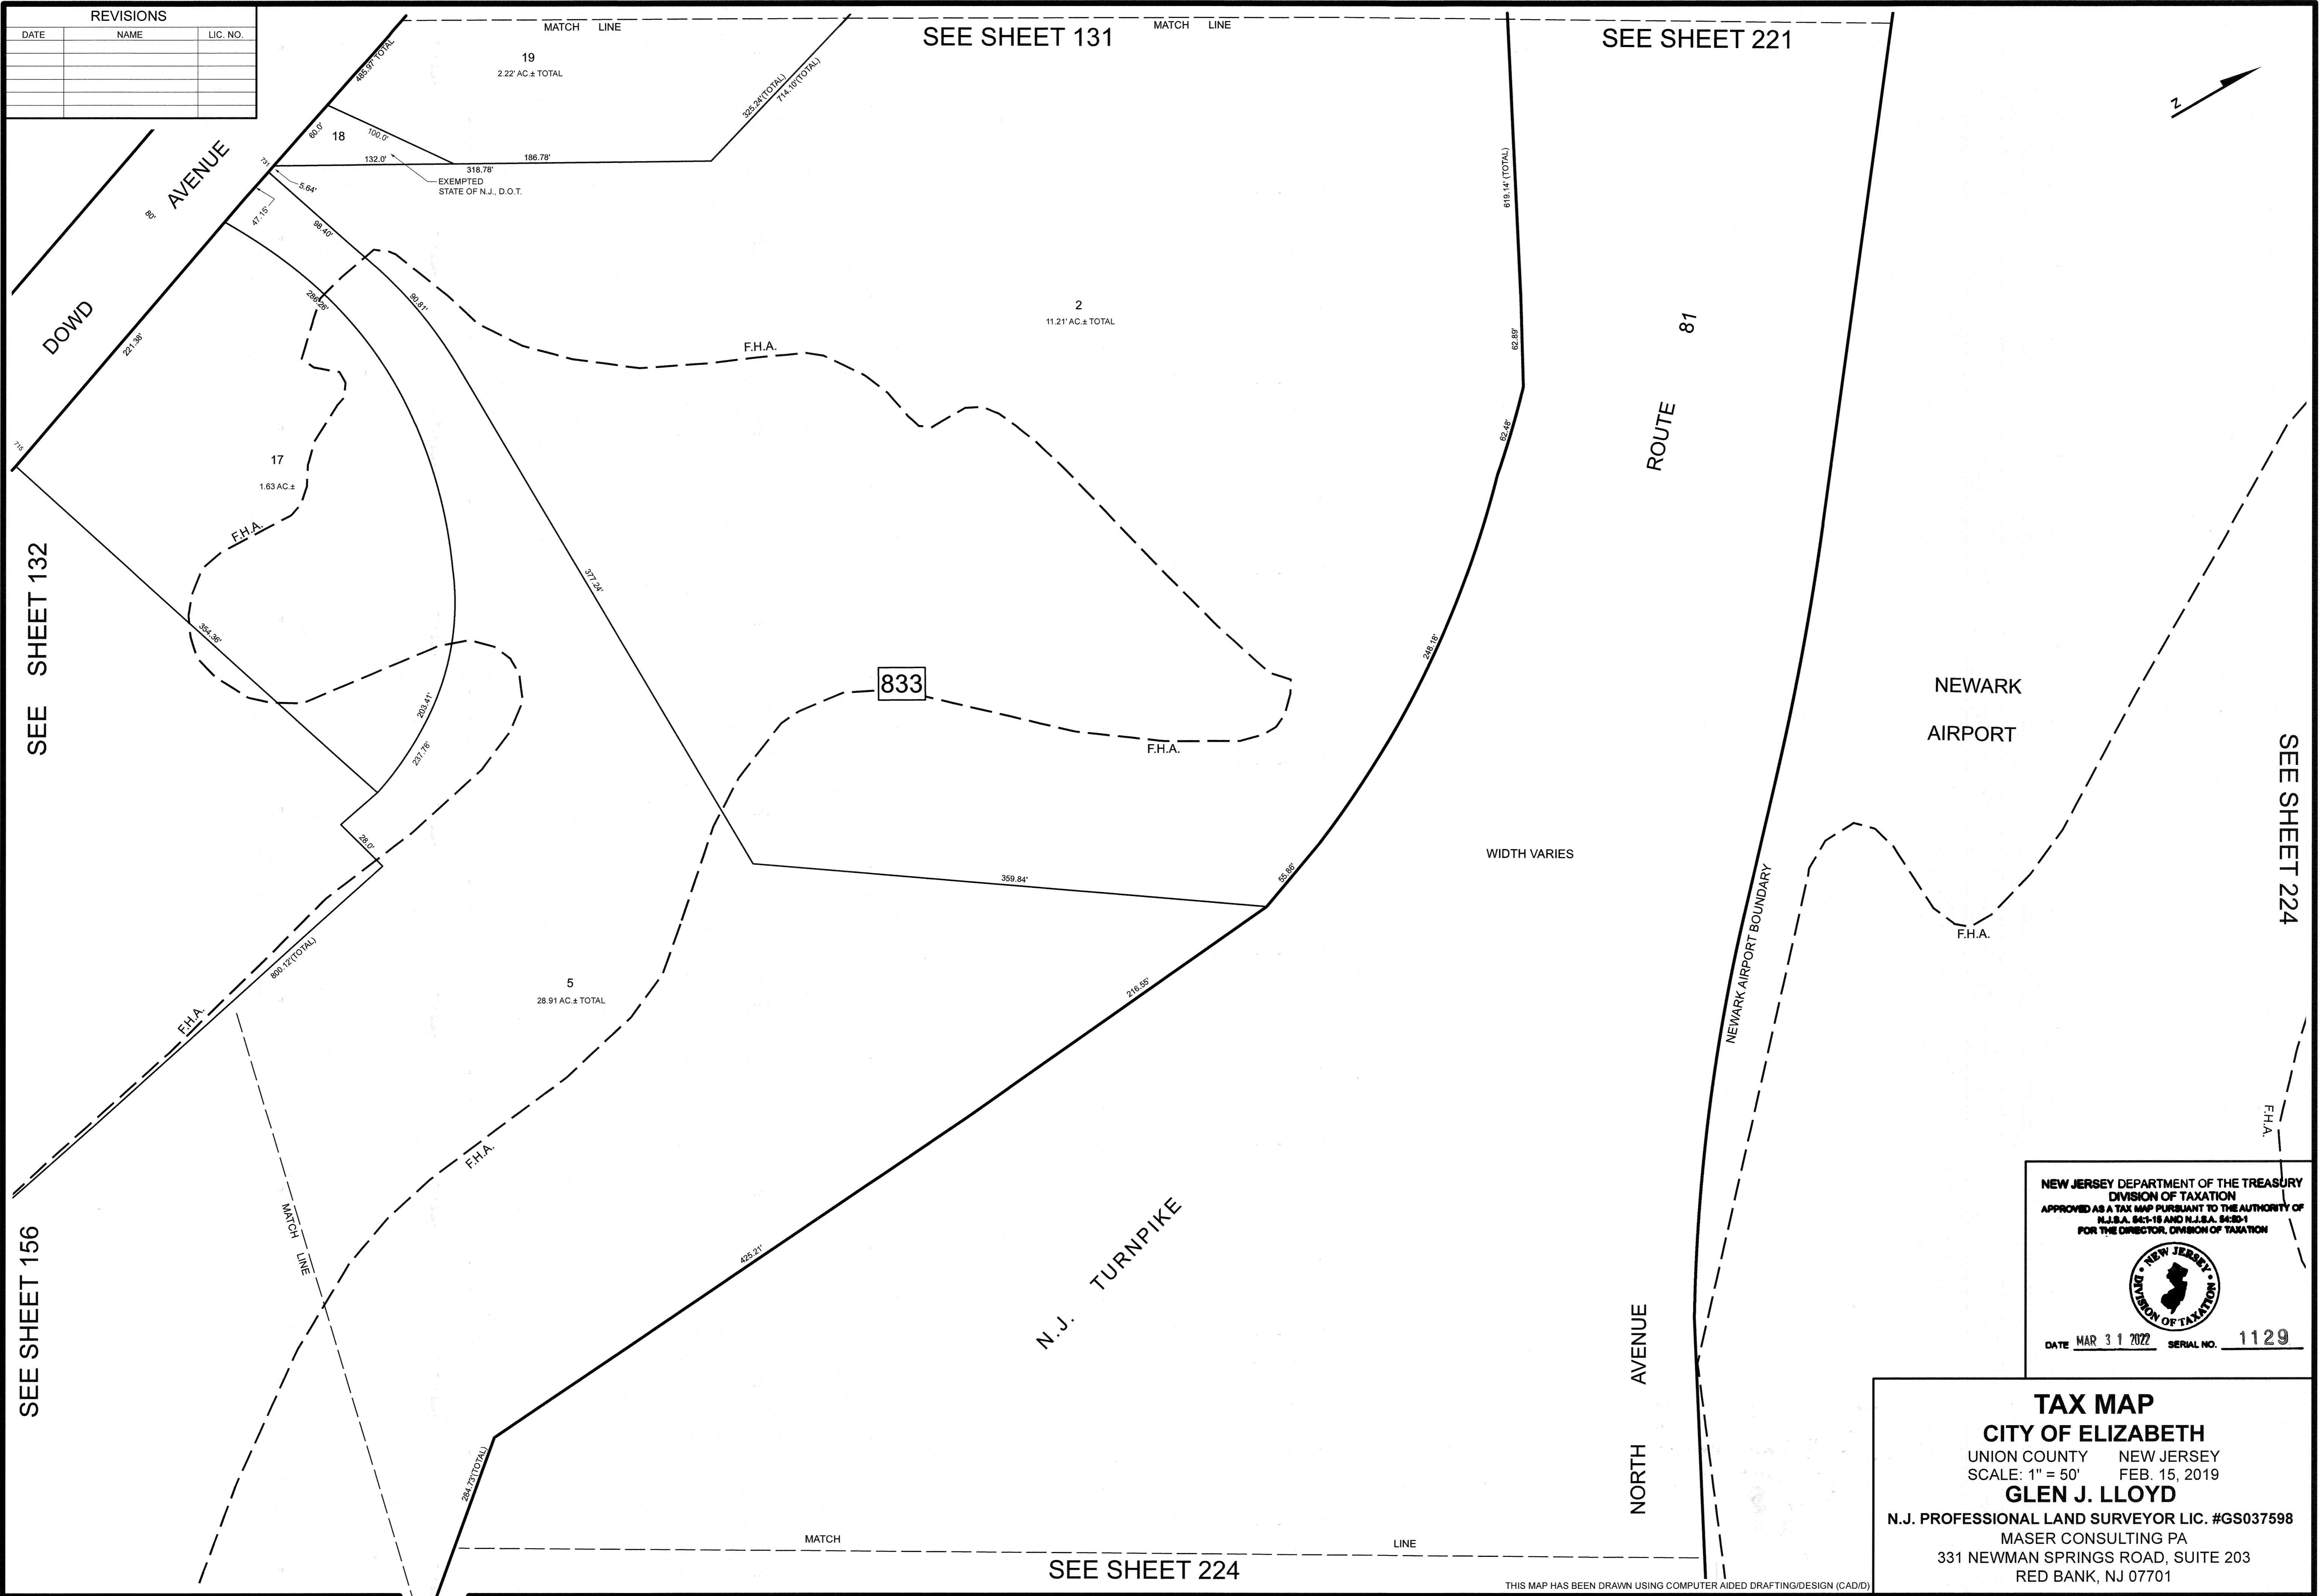 REVISIONS
DATE NAME LIC. NO.
MATCH LINE
SEE SHEET 131
MATCH LINE
SEE SHEET 221
N
485.97' TOTAL
19
2.22' AC.± TOTAL
325.24'(TOTAL)
714.10'(TOTAL)
60.0'
18
100.0'
132.0'
186.78'
318.78'
EXEMPTED
STATE OF N.J., D.O.T.
731
5.64'
47.15'
98.40'
DOWD AVENUE
80'
221.38'
715
286.26'
90.81'
F.H.A.
2
11.21' AC.± TOTAL
619.14' (TOTAL)
62.89'
62.48'
ROUTE 81
17
1.63 AC.±
F.H.A.
SEE SHEET 132
354.36'
377.24'
203.41'
237.78'
833
F.H.A.
248.18'
NEWARK
AIRPORT
SEE SHEET 224
28.0'
359.84'
55.86'
WIDTH VARIES
NEWARK AIRPORT BOUNDARY
F.H.A.
800.12'(TOTAL)
F.H.A.
5
28.91 AC.± TOTAL
216.55'
F.H.A.
F.H.A.
MATCH LINE
SEE SHEET 156
425.21'
N.J. TURNPIKE
NORTH AVENUE
284.73'(TOTAL)
MATCH LINE
SEE SHEET 224
NEW JERSEY DEPARTMENT OF THE TREASURY
DIVISION OF TAXATION
APPROVED AS A TAX MAP PURSUANT TO THE AUTHORITY OF
N.J.S.A. 54:1-15 AND N.J.S.A. 54:50-1
FOR THE DIRECTOR, DIVISION OF TAXATION
NEW JERSEY
DIVISION OF TAXATION
DATE MAR 31 2022 SERIAL NO. 1129
TAX MAP
CITY OF ELIZABETH
UNION COUNTY NEW JERSEY
SCALE: 1" = 50' FEB. 15, 2019
GLEN J. LLOYD
N.J. PROFESSIONAL LAND SURVEYOR LIC. #GS037598
MASER CONSULTING PA
331 NEWMAN SPRINGS ROAD, SUITE 203
RED BANK, NJ 07701
THIS MAP HAS BEEN DRAWN USING COMPUTER AIDED DRAFTING/DESIGN (CAD/D)